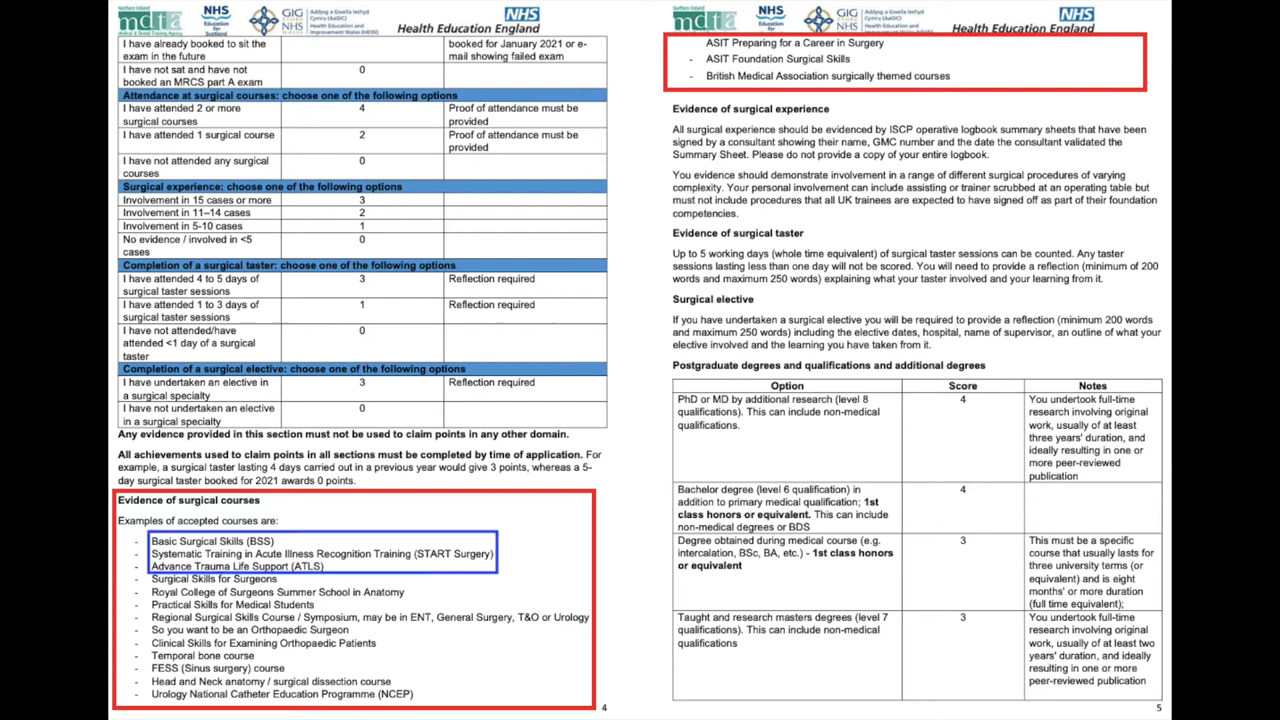 Northern Ireland
mdta
Medical & Dental Training Agency
NHS
Education
for
Scotland
GIG
CYMRU
NHS
WALES
Addysg a Gwella Iechyd
Cymru (AaGIC)
Health Education and
Improvement Wales (HEIW)
NHS
Health Education England
I have already booked to sit the
exam in the future
booked for January 2021 or e-
mail showing failed exam
I have not sat and have not
booked an MRCS part A exam
0
Attendance at surgical courses: choose one of the following options
I have attended 2 or more
surgical courses
4
Proof of attendance must be
provided
I have attended 1 surgical course
2
Proof of attendance must be
provided
I have not attended any surgical
courses
0
Surgical experience: choose one of the following options
Involvement in 15 cases or more
3
Involvement in 11–14 cases
2
Involvement in 5-10 cases
1
No evidence / involved in <5
cases
0
Completion of a surgical taster: choose one of the following options
I have attended 4 to 5 days of
surgical taster sessions
3
Reflection required
I have attended 1 to 3 days of
surgical taster sessions
1
Reflection required
I have not attended/have
attended <1 day of a surgical
taster
0
Completion of a surgical elective: choose one of the following options
I have undertaken an elective in
a surgical specialty
3
Reflection required
I have not undertaken an elective
in a surgical specialty
0
Any evidence provided in this section must not be used to claim points in any other domain.
All achievements used to claim points in all sections must be completed by time of application. For
example, a surgical taster lasting 4 days carried out in a previous year would give 3 points, whereas a 5-
day surgical taster booked for 2021 awards 0 points.
Evidence of surgical courses
Examples of accepted courses are:
- Basic Surgical Skills (BSS)
- Systematic Training in Acute Illness Recognition Training (START Surgery)
- Advance Trauma Life Support (ATLS)
- Surgical Skills for Surgeons
- Royal College of Surgeons Summer School in Anatomy
- Practical Skills for Medical Students
- Regional Surgical Skills Course / Symposium, may be in ENT, General Surgery, T&O or Urology
- So you want to be an Orthopaedic Surgeon
- Clinical Skills for Examining Orthopaedic Patients
- Temporal bone course
- FESS (Sinus surgery) course
- Head and Neck anatomy / surgical dissection course
- Urology National Catheter Education Programme (NCEP)
4
mdta
Medical & Dental Training Agency
NHS
Education
for
Scotland
GIG
CYMRU
NHS
WALES
Addysg a Gwella Iechyd
Cymru (AaGIC)
Health Education and
Improvement Wales (HEIW)
NHS
Health Education England
ASIT Preparing for a Career in Surgery
- ASIT Foundation Surgical Skills
- British Medical Association surgically themed courses
Evidence of surgical experience
All surgical experience should be evidenced by ISCP operative logbook summary sheets that have been
signed by a consultant showing their name, GMC number and the date the consultant validated the
Summary Sheet. Please do not provide a copy of your entire logbook.
You evidence should demonstrate involvement in a range of different surgical procedures of varying
complexity. Your personal involvement can include assisting or trainer scrubbed at an operating table but
must not include procedures that all UK trainees are expected to have signed off as part of their foundation
competencies.
Evidence of surgical taster
Up to 5 working days (whole time equivalent) of surgical taster sessions can be counted. Any taster
sessions lasting less than one day will not be scored. You will need to provide a reflection (minimum of 200
words and maximum 250 words) explaining what your taster involved and your learning from it.
Surgical elective
If you have undertaken a surgical elective you will be required to provide a reflection (minimum 200 words
and maximum 250 words) including the elective dates, hospital, name of supervisor, an outline of what your
elective involved and the learning you have taken from it.
Postgraduate degrees and qualifications and additional degrees
Option
Score
Notes
PhD or MD by additional research (level 8
qualifications). This can include non-medical
qualifications.
4
You undertook full-time
research involving original
work, usually of at least
three years' duration, and
ideally resulting in one or
more peer-reviewed
publication
Bachelor degree (level 6 qualification) in
addition to primary medical qualification; 1st
class honors or equivalent. This can include
non-medical degrees or BDS
4
Degree obtained during medical course (e.g.
intercalation, BSc, BA, etc.) - 1st class honors
or equivalent
3
This must be a specific
course that usually lasts for
three university terms (or
equivalent) and is eight
months' or more duration
(full time equivalent);
Taught and research masters degrees (level 7
qualifications). This can include non-medical
qualifications
3
You undertook full-time
research involving original
work, usually of at least two
years' duration, and ideally
resulting in one or more
peer-reviewed publication
5